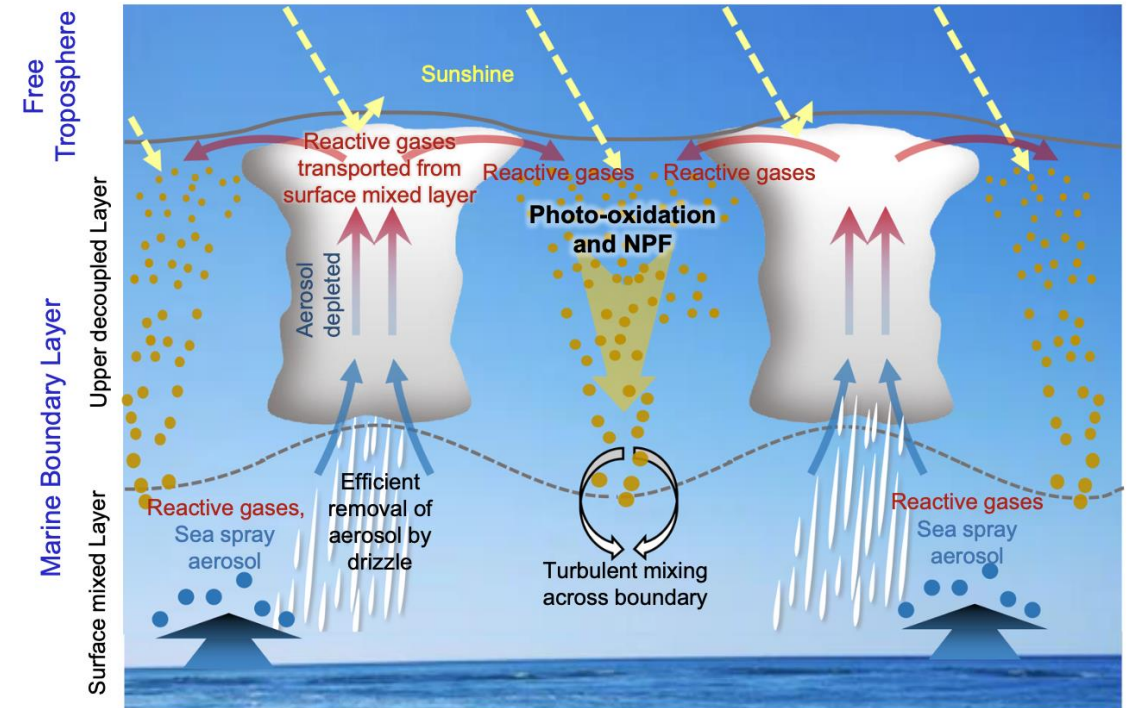 Free
Troposphere
Marine Boundary Layer
Upper decoupled Layer
Surface mixed Layer
Sunshine
Reactive gases
transported from
surface mixed layer
Reactive gases
Reactive gases
Photo-oxidation
and NPF
Aerosol
depleted
Reactive gases,
Sea spray
aerosol
Efficient
removal of
aerosol by
drizzle
Turbulent mixing
across boundary
Reactive gases
Sea spray
aerosol